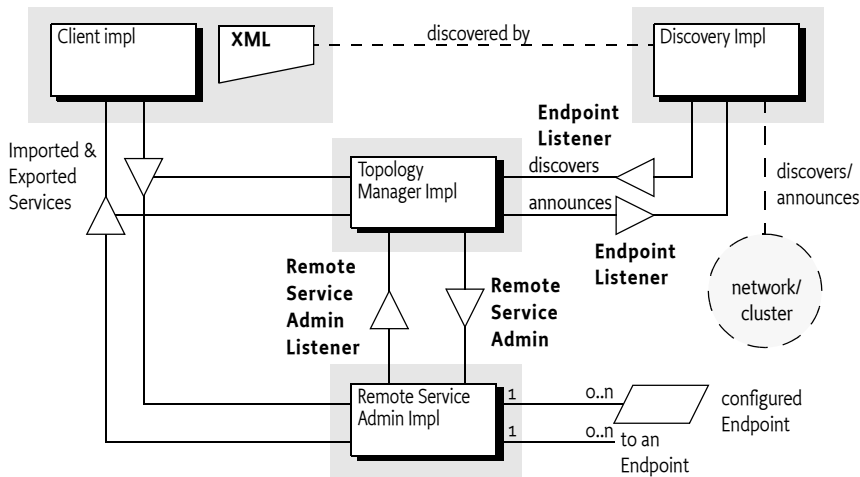 Client impl
XML
discovered by
Discovery Impl
Endpoint
Listener
Imported &
Exported
Services
Topology
Manager Impl
discovers
announces
discovers/
announces
Endpoint
Listener
Remote
Service
Admin
Listener
Remote
Service
Admin
network/
cluster
Remote Service
Admin Impl
1
0..n
configured
Endpoint
1
0..n
to an
Endpoint